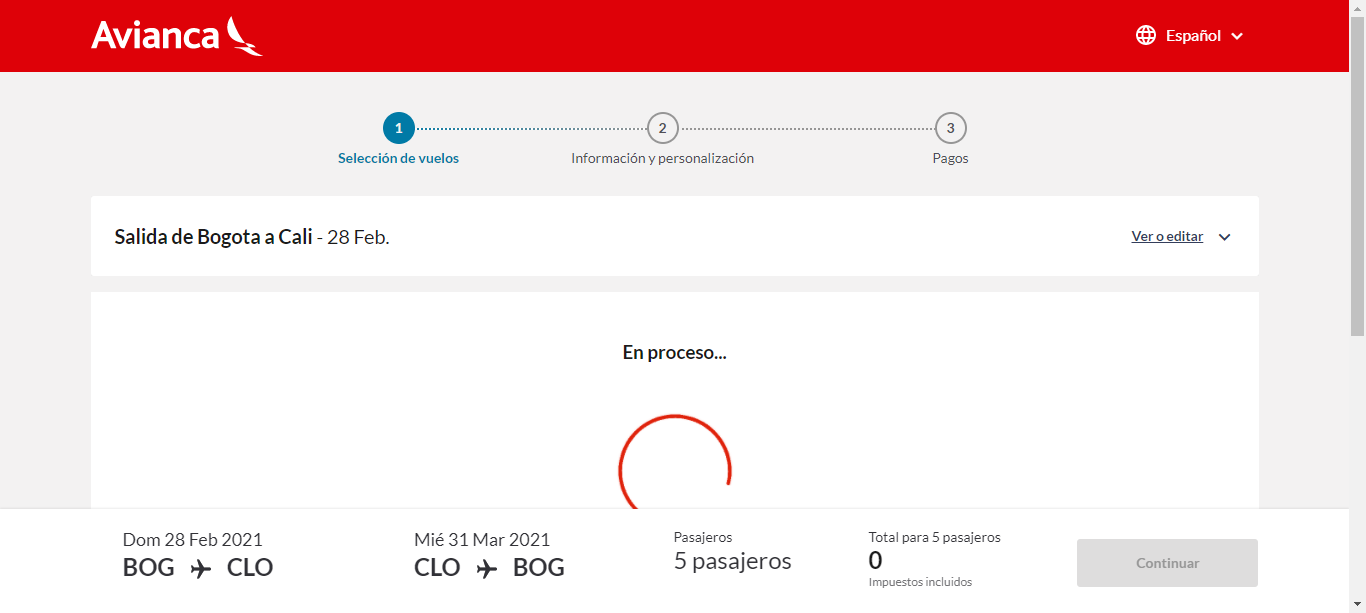 Avianca
Español
1
2
3
Selección de vuelos
Información y personalización
Pagos
Salida de Bogota a Cali - 28 Feb.
Ver o editar
En proceso...
Dom 28 Feb 2021
BOG CLO
Mié 31 Mar 2021
CLO BOG
Pasajeros
5 pasajeros
Total para 5 pasajeros
0
Impuestos incluidos
Continuar